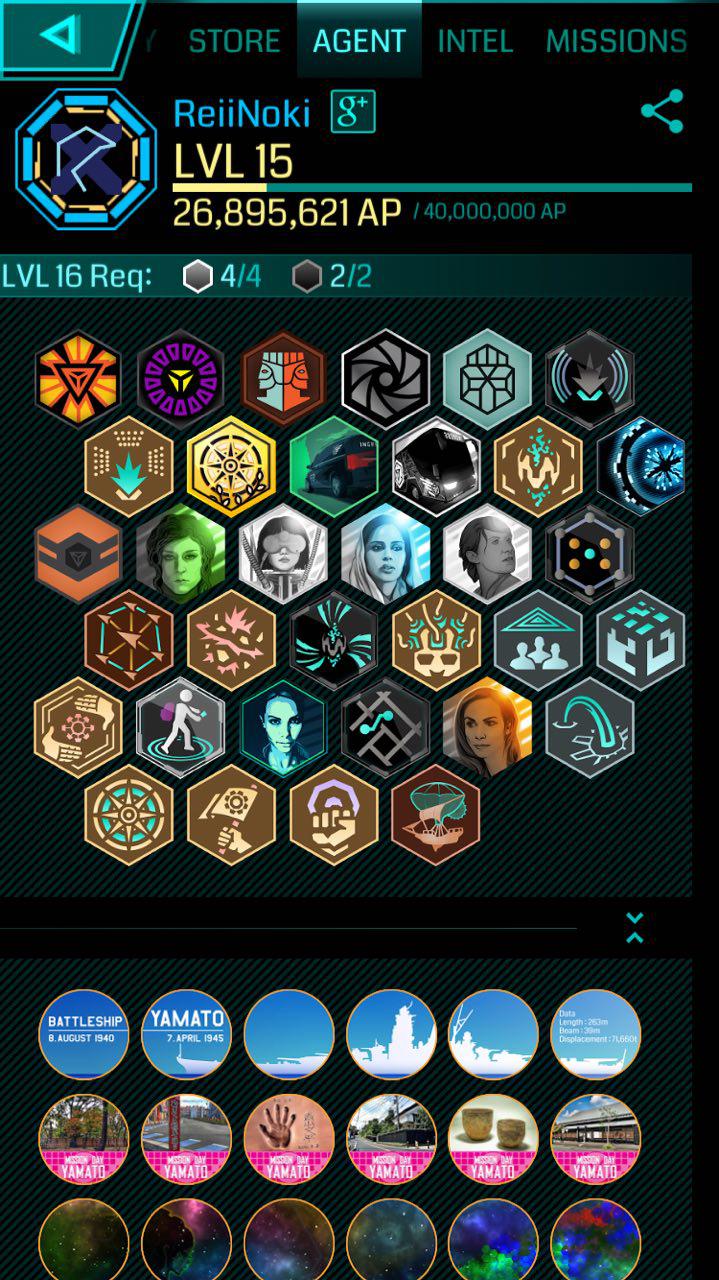 Y STORE AGENT INTEL MISSIONS
ReiiNoki g+
LVL 15
26,895,621 AP / 40,000,000 AP
LVL 16 Req: 4/4 2/2
BATTLESHIP
8.AUGUST 1940
YAMATO
7.APRIL 1945
Data
Length : 263m
Beam : 39m
Displacement : 71,660t
MISSION DAY
YAMATO
MISSION DAY
YAMATO
MISSION DAY
YAMATO
MISSION DAY
YAMATO
MISSION DAY
YAMATO
MISSION DAY
YAMATO